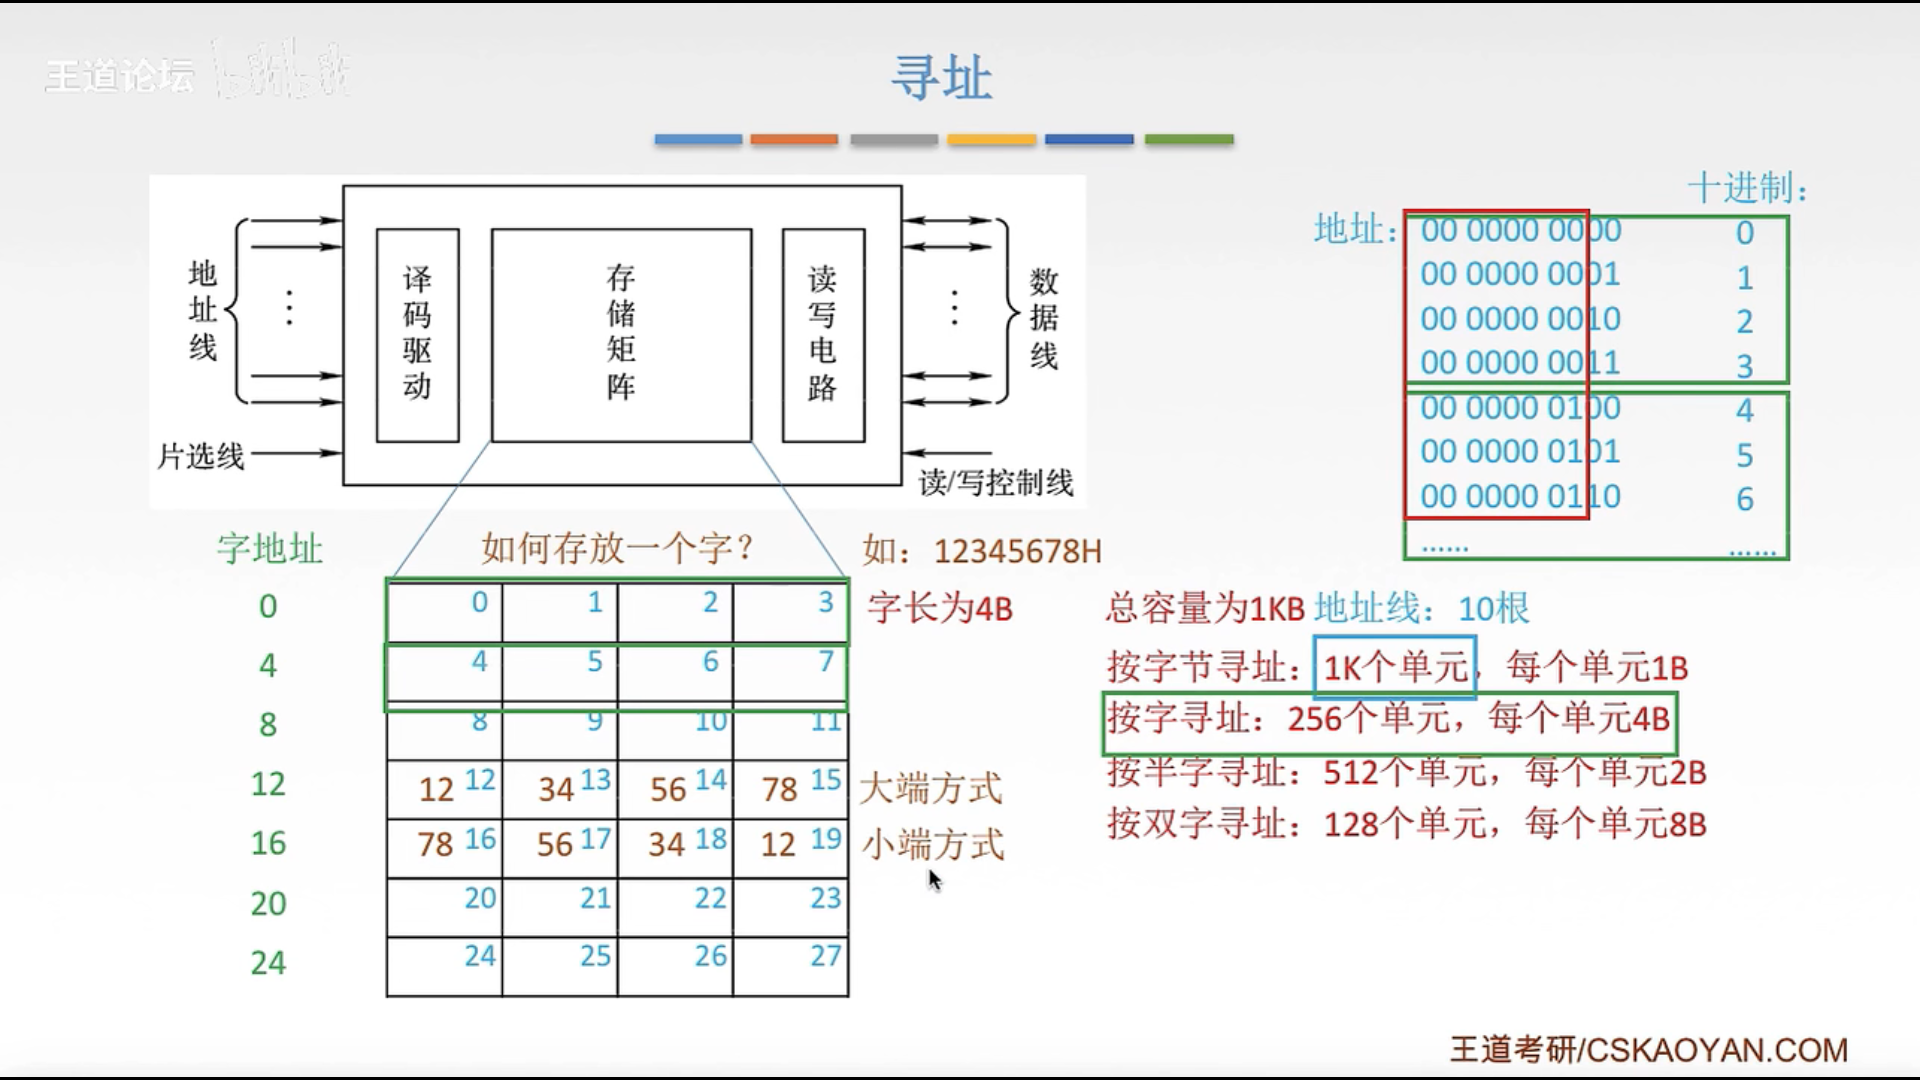 王道论坛 bilibili
寻址
地址线
译码驱动
存储矩阵
读写电路
数据线
片选线
读/写控制线
十进制：
地址：
00 0000 0000 0
00 0000 0001 1
00 0000 0010 2
00 0000 0011 3
00 0000 0100 4
00 0000 0101 5
00 0000 0110 6
...... ......
字地址 如何存放一个字？ 如：12345678H
0 0 1 2 3 字长为4B
4 4 5 6 7
8 8 9 10 11
12 12 12 34 13 56 14 78 15 大端方式
16 78 16 56 17 34 18 12 19 小端方式
20 20 21 22 23
24 24 25 26 27
总容量为1KB 地址线：10根
按字节寻址：1K个单元，每个单元1B
按字寻址：256个单元，每个单元4B
按半字寻址：512个单元，每个单元2B
按双字寻址：128个单元，每个单元8B
王道考研/CSKAOYAN.COM